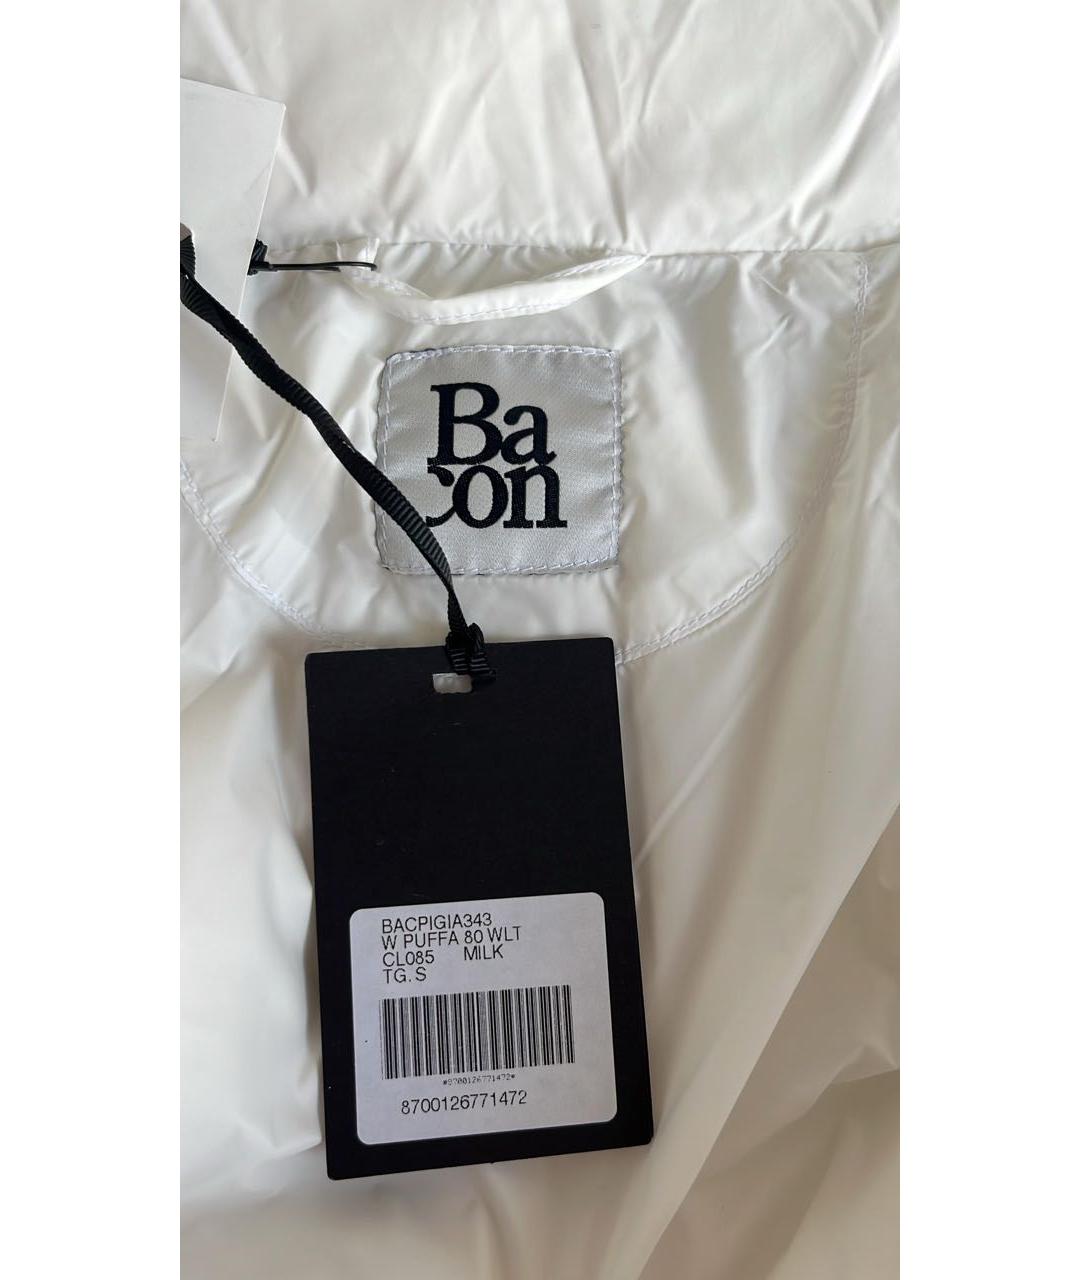 Ba
con
BACPIGIA343
W PUFFA 80 WLT
CL085 MILK
TG. S
*8700126771472*
8700126771472